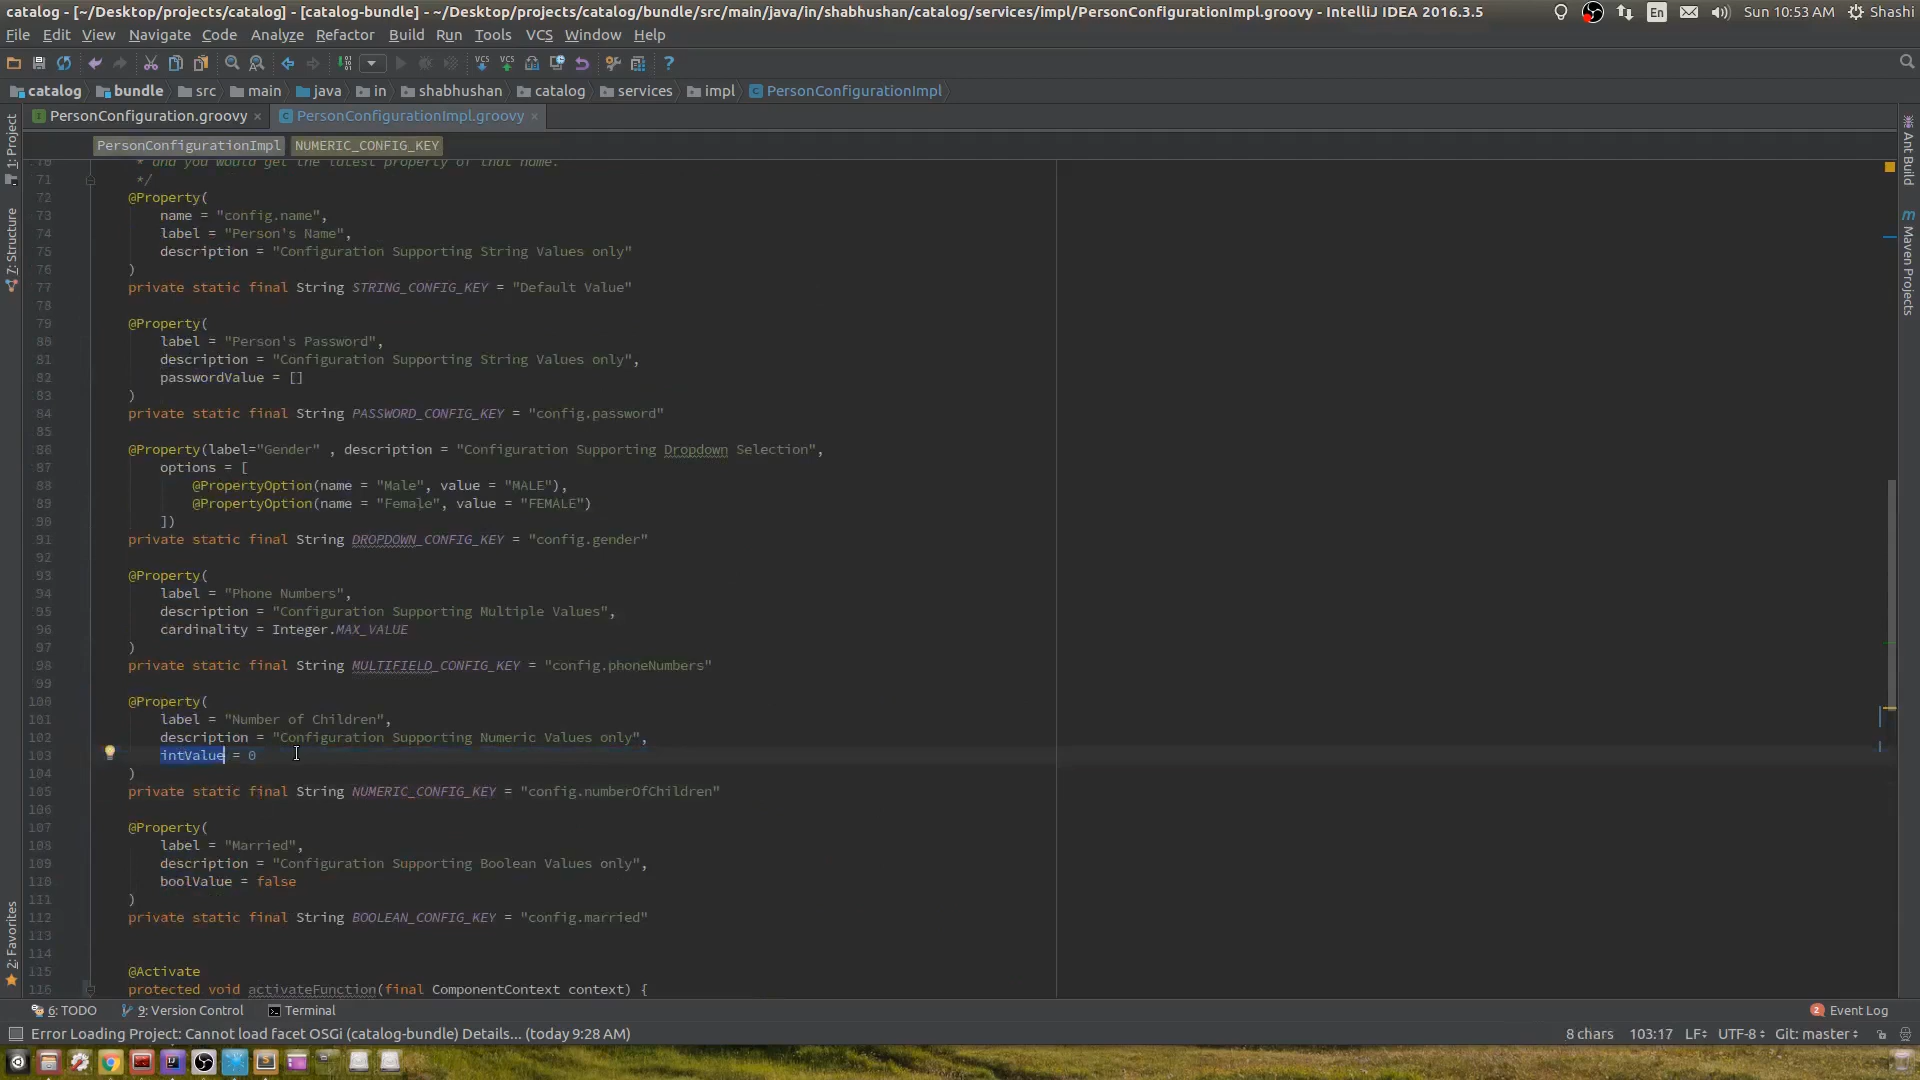 catalog - [~/Desktop/projects/catalog] - [catalog-bundle] - ~/Desktop/projects/catalog/bundle/src/main/java/in/shabhushan/catalog/services/impl/PersonConfigurationImpl.groovy - IntelliJ IDEA 2016.3.5 En Sun 10:53 AM Shashi
File Edit View Navigate Code Analyze Refactor Build Run Tools VCS Window Help
catalog bundle src main java in shabhushan catalog services impl PersonConfigurationImpl
PersonConfiguration.groovy × PersonConfigurationImpl.groovy ×
PersonConfigurationImpl NUMERIC_CONFIG_KEY
1: Project
7: Structure
2: Favorites
Ant Build
Maven Projects
70 * and you would get the latest property of that name.
71 */
72 @Property(
73 name = "config.name",
74 label = "Person's Name",
75 description = "Configuration Supporting String Values only"
76 )
77 private static final String STRING_CONFIG_KEY = "Default Value"
78
79 @Property(
80 label = "Person's Password",
81 description = "Configuration Supporting String Values only",
82 passwordValue = []
83 )
84 private static final String PASSWORD_CONFIG_KEY = "config.password"
85
86 @Property(label="Gender" , description = "Configuration Supporting Dropdown Selection",
87 options = [
88 @PropertyOption(name = "Male", value = "MALE"),
89 @PropertyOption(name = "Female", value = "FEMALE")
90 ])
91 private static final String DROPDOWN_CONFIG_KEY = "config.gender"
92
93 @Property(
94 label = "Phone Numbers",
95 description = "Configuration Supporting Multiple Values",
96 cardinality = Integer.MAX_VALUE
97 )
98 private static final String MULTIFIELD_CONFIG_KEY = "config.phoneNumbers"
99
100 @Property(
101 label = "Number of Children",
102 description = "Configuration Supporting Numeric Values only",
103 intValue = 0
104 )
105 private static final String NUMERIC_CONFIG_KEY = "config.numberOfChildren"
106
107 @Property(
108 label = "Married",
109 description = "Configuration Supporting Boolean Values only",
110 boolValue = false
111 )
112 private static final String BOOLEAN_CONFIG_KEY = "config.married"
113
114
115 @Activate
116 protected void activateFunction(final ComponentContext context) {
6: TODO 9: Version Control Terminal 2 Event Log
Error Loading Project: Cannot load facet OSGi (catalog-bundle) Details... (today 9:28 AM) 8 chars 103:17 LF÷ UTF-8÷ Git: master÷